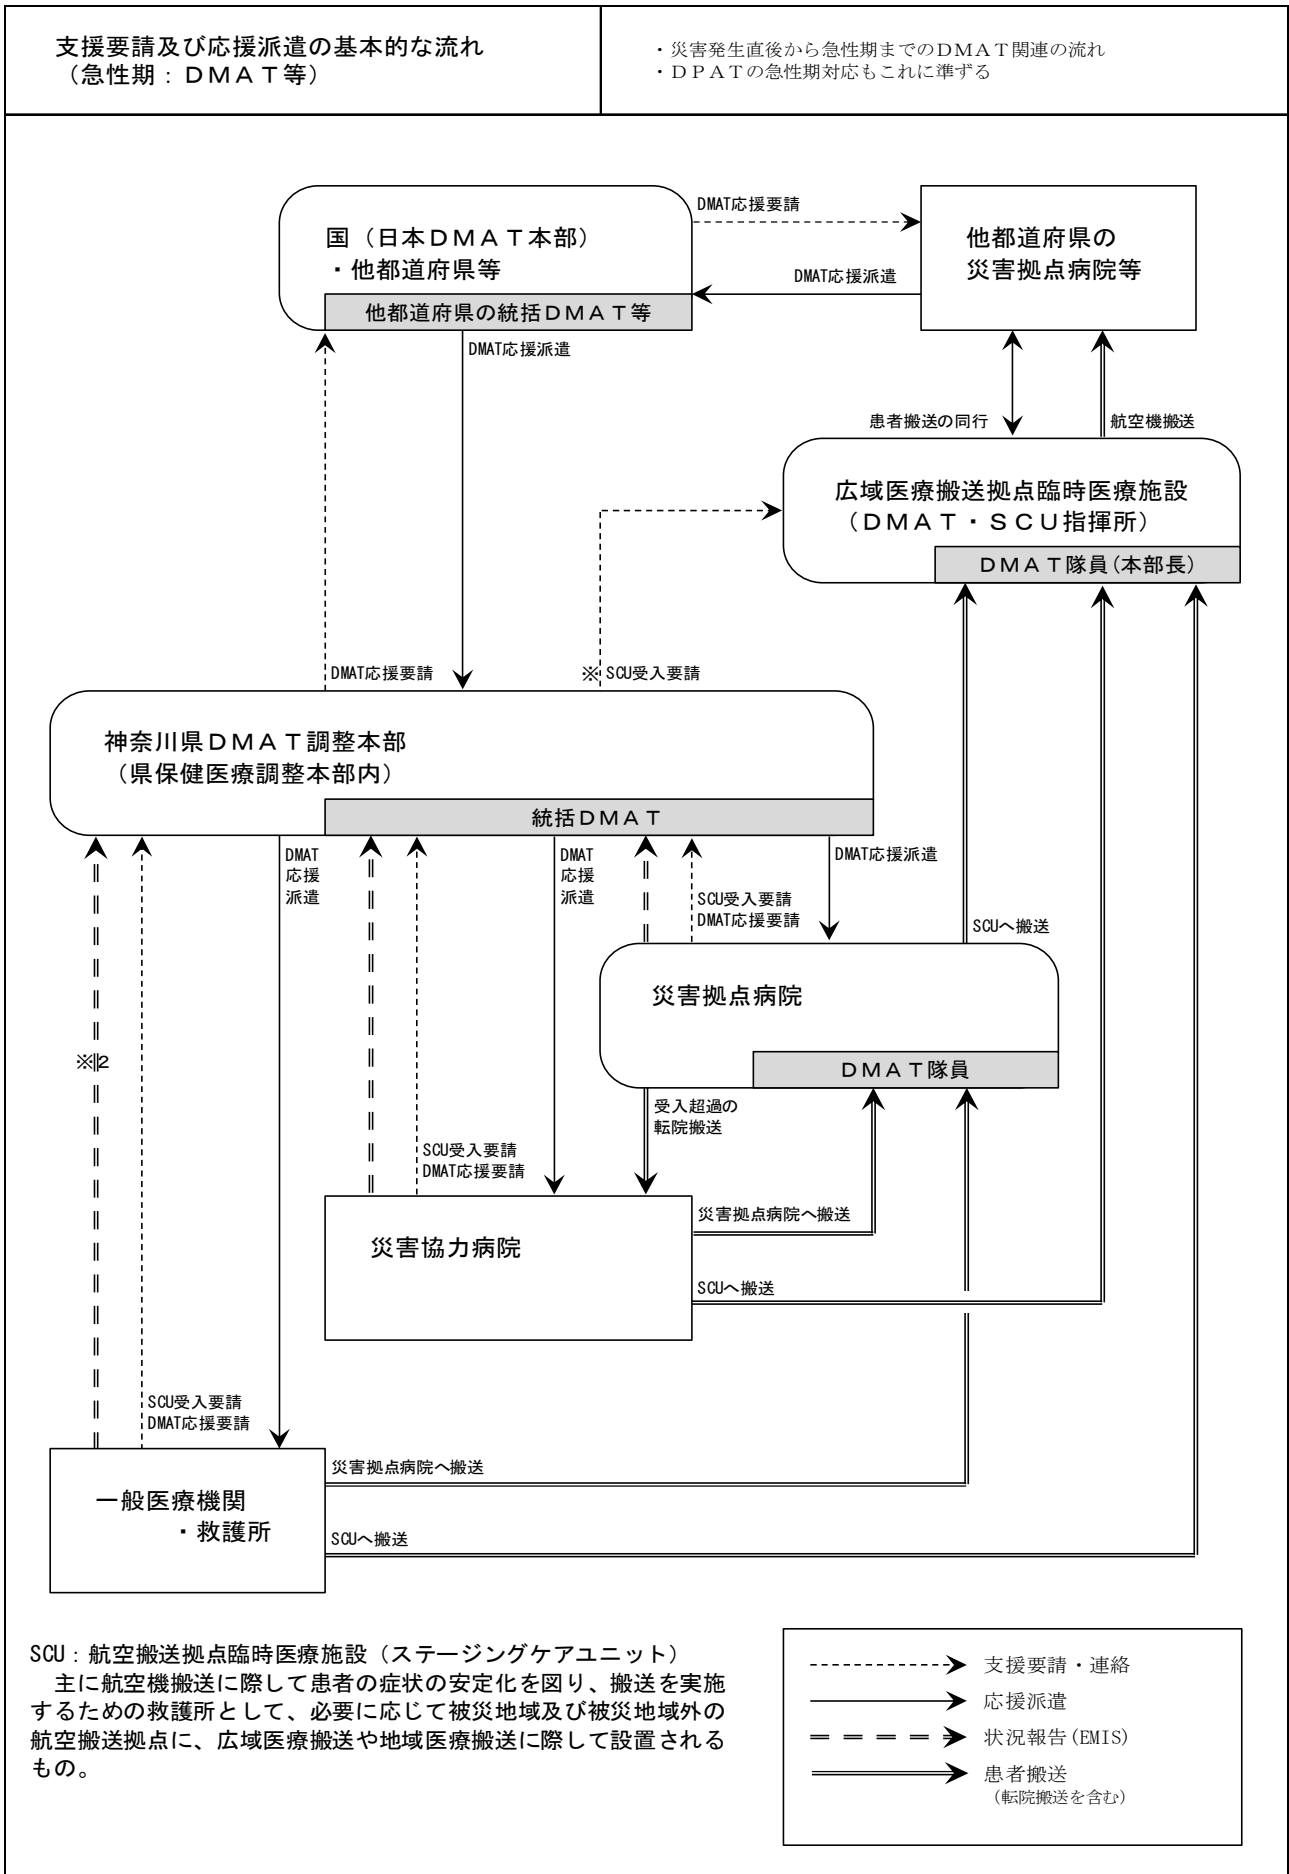 支援要請及び応援派遣の基本的な流れ
（急性期：ＤＭＡＴ等）
・災害発生直後から急性期までのＤＭＡＴ関連の流れ
・ＤＰＡＴの急性期対応もこれに準ずる
国（日本ＤＭＡＴ本部）
・他都道府県等
他都道府県の統括ＤＭＡＴ等
DMAT応援要請
DMAT応援派遣
他都道府県の
災害拠点病院等
DMAT応援派遣
患者搬送の同行
航空機搬送
広域医療搬送拠点臨時医療施設
（ＤＭＡＴ・ＳＣＵ指揮所）
ＤＭＡＴ隊員(本部長)
DMAT応援要請
※ SCU受入要請
神奈川県ＤＭＡＴ調整本部
（県保健医療調整本部内）
統括ＤＭＡＴ
DMAT
応援
派遣
DMAT
応援
派遣
DMAT応援派遣
SCU受入要請
DMAT応援要請
SCUへ搬送
災害拠点病院
ＤＭＡＴ隊員
※2
受入超過の
転院搬送
SCU受入要請
DMAT応援要請
災害協力病院
災害拠点病院へ搬送
SCUへ搬送
SCU受入要請
DMAT応援要請
一般医療機関
・救護所
災害拠点病院へ搬送
SCUへ搬送
SCU：航空搬送拠点臨時医療施設（ステージングケアユニット）
主に航空機搬送に際して患者の症状の安定化を図り、搬送を実施
するための救護所として、必要に応じて被災地域及び被災地域外の
航空搬送拠点に、広域医療搬送や地域医療搬送に際して設置される
もの。
支援要請・連絡
応援派遣
状況報告(EMIS)
患者搬送
（転院搬送を含む）